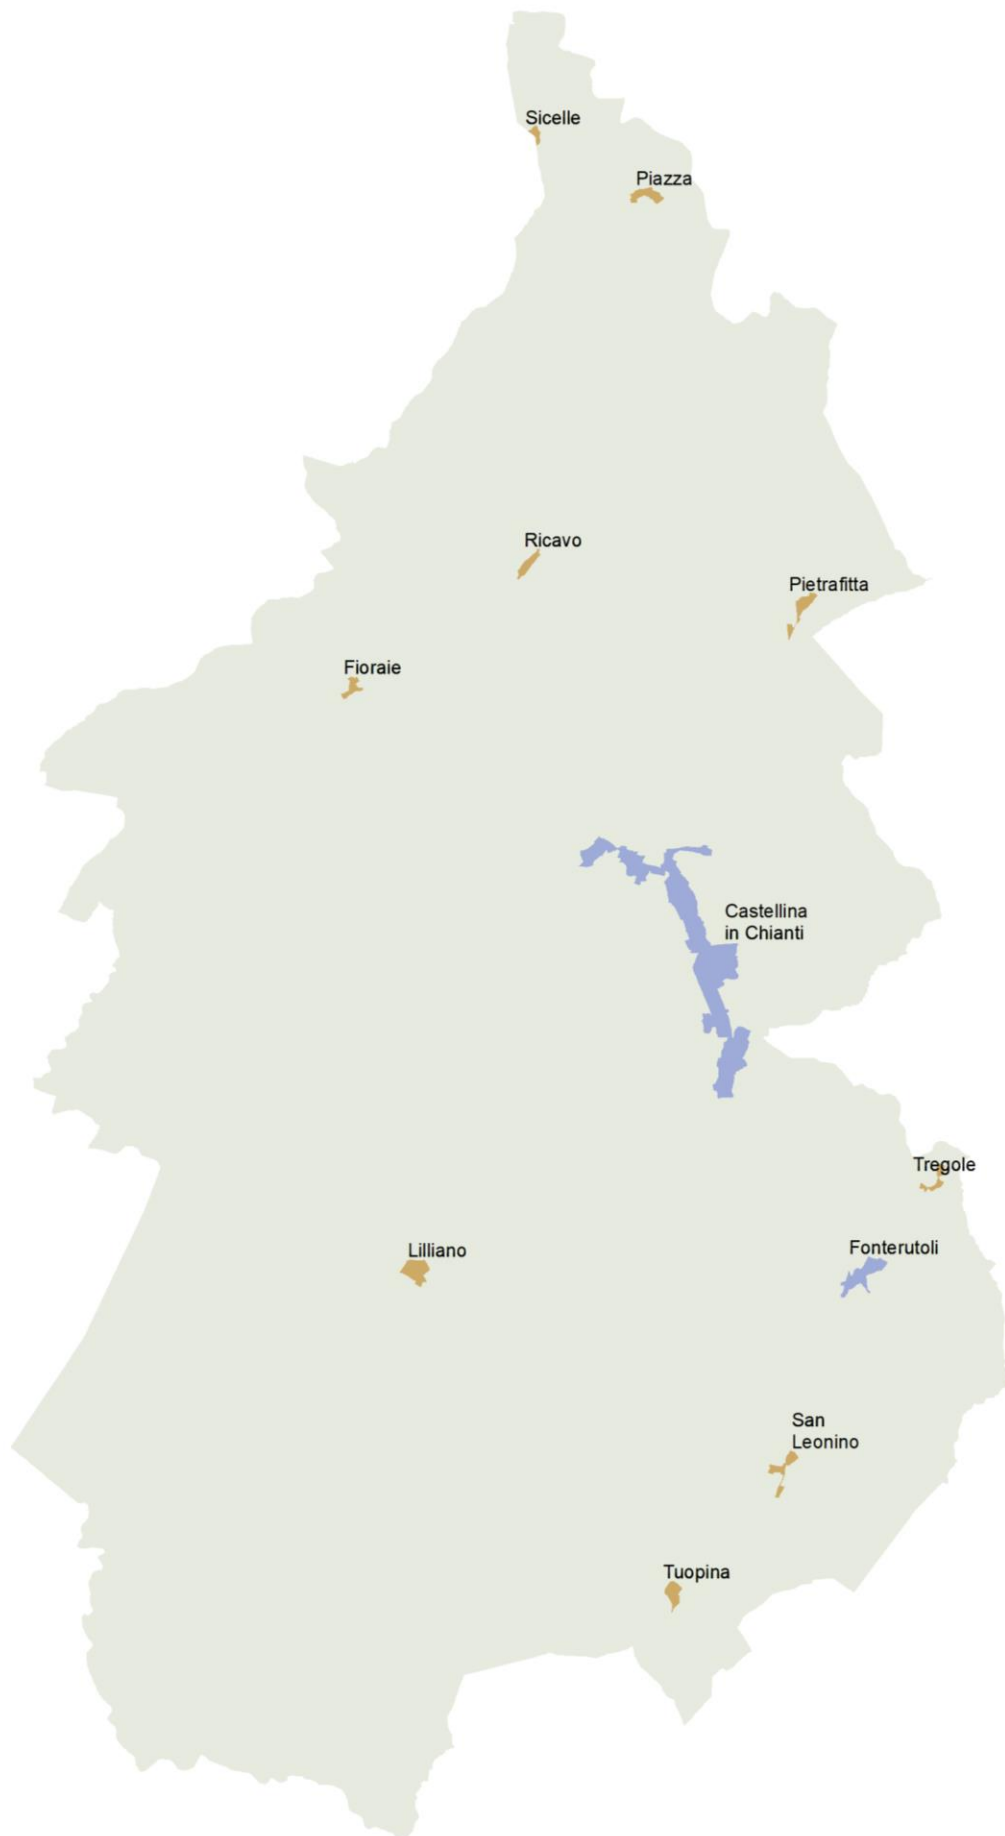 Sicelle
Piazza
Ricavo
Pietrafitta
Fioraie
Castellina
in Chianti
Tregole
Fonterutoli
Lilliano
San
Leonino
Tuopina